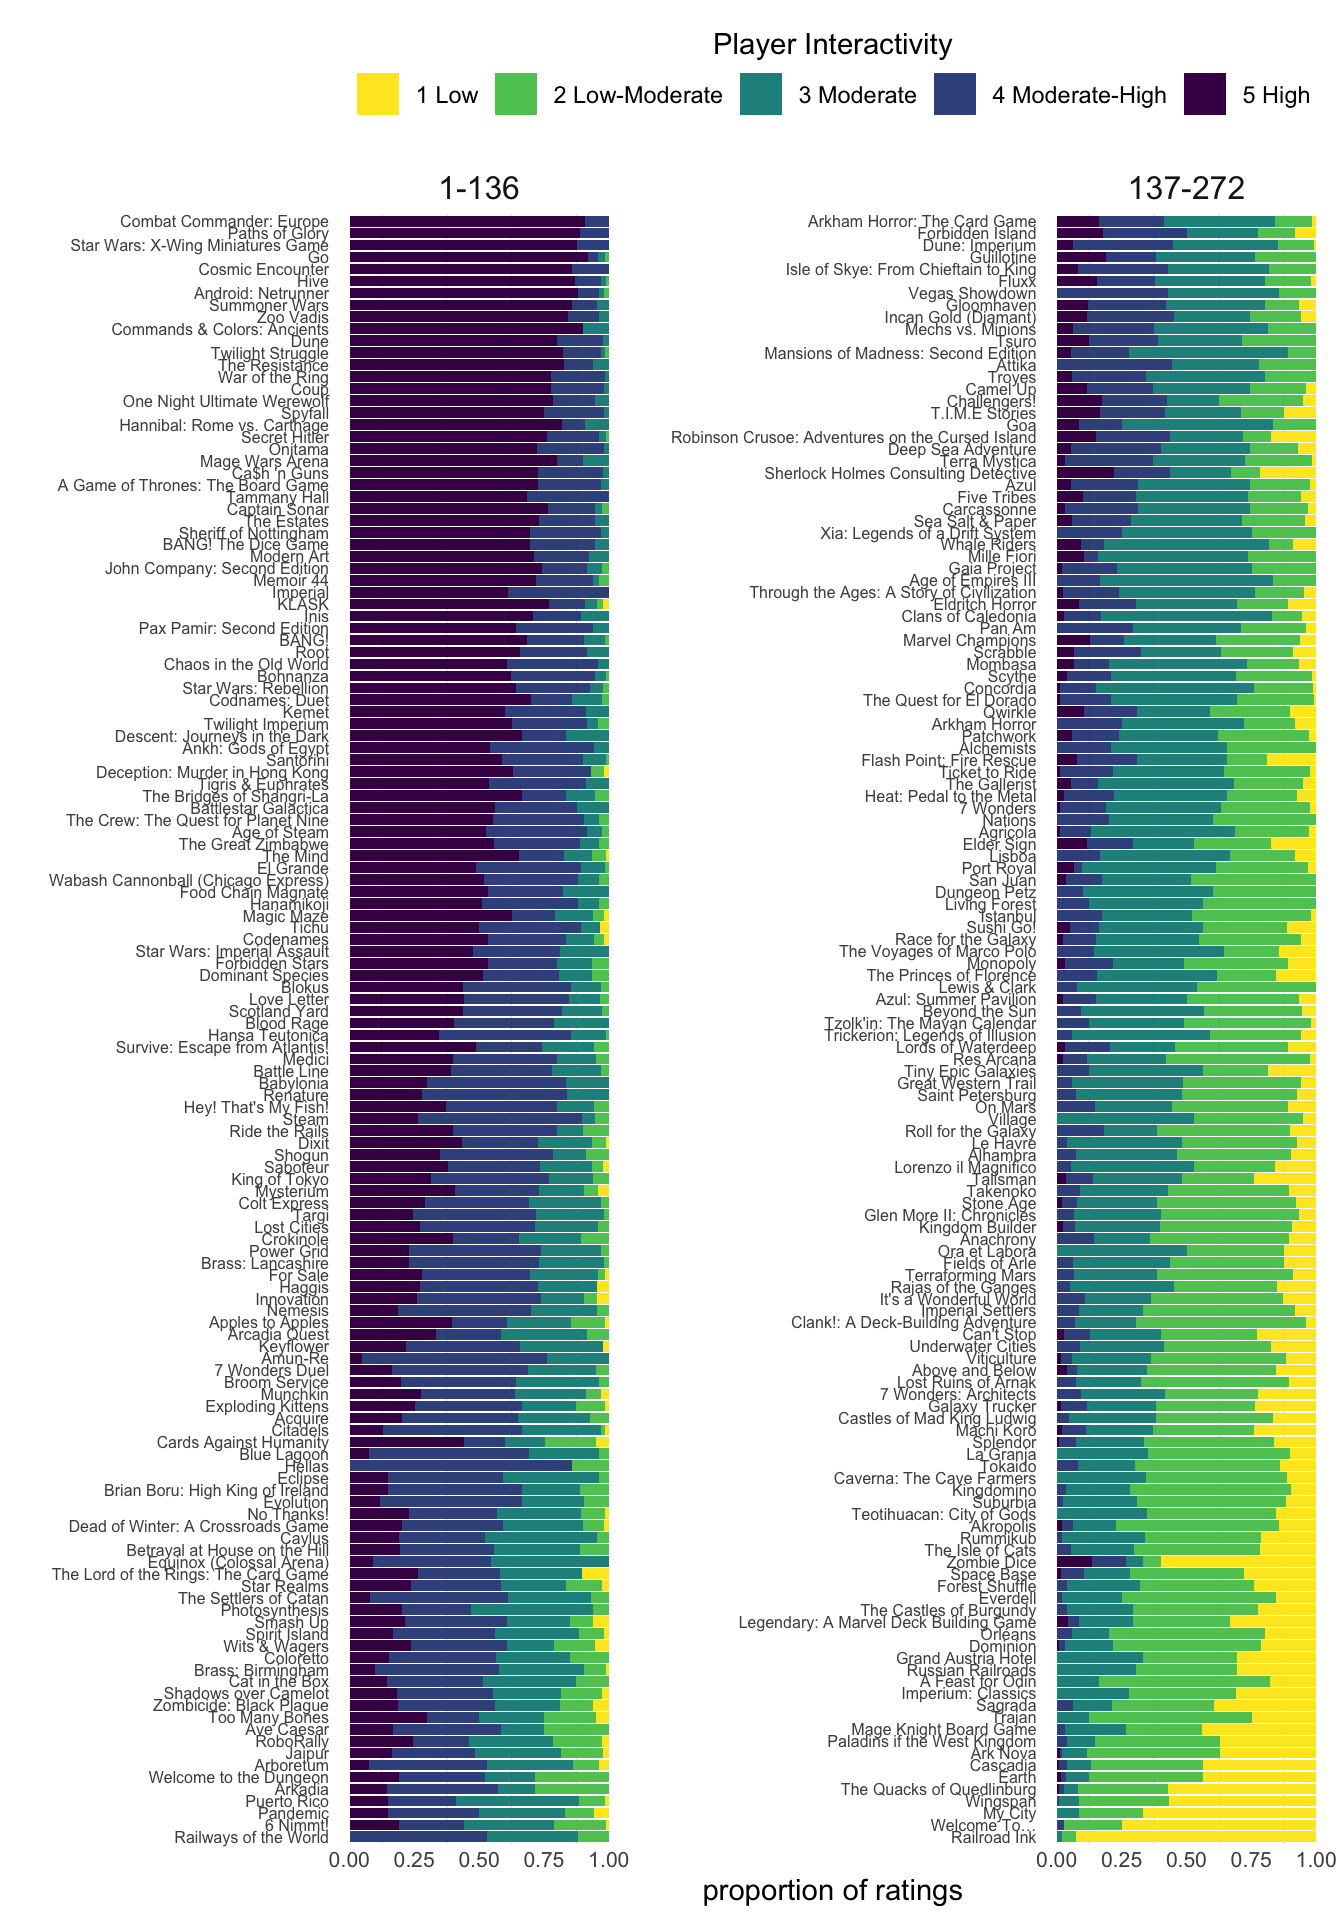 Player Interactivity
1 Low
2 Low-Moderate
3 Moderate
4 Moderate-High
5 High
1-136
Combat Commander: Europe
Paths of Glory
Star Wars: X-Wing Miniatures Game
Go
Cosmic Encounter
Hive
Android: Netrunner
Summoner Wars
Zoo Vadis
Commands & Colors: Ancients
Dune
Twilight Struggle
The Resistance
War of the Ring
Coup
One Night Ultimate Werewolf
Spyfall
Hannibal: Rome vs. Carthage
Secret Hitler
Onitama
Mage Wars Arena
Ca$h 'n Guns
A Game of Thrones: The Board Game
Tammany Hall
Captain Sonar
The Estates
Sheriff of Nottingham
BANG! The Dice Game
Modern Art
John Company: Second Edition
Memoir 44
Imperial
KLASK
Inis
Pax Pamir: Second Edition
BANG!
Root
Chaos in the Old World
Bohnanza
Star Wars: Rebellion
Codenames: Duet
Kemet
Twilight Imperium
Descent: Journeys in the Dark
Ankh: Gods of Egypt
Santorini
Deception: Murder in Hong Kong
Tigris & Euphrates
The Bridges of Shangri-La
Battlestar Galactica
The Crew: The Quest for Planet Nine
Age of Steam
The Great Zimbabwe
The Mind
El Grande
Wabash Cannonball (Chicago Express)
Food Chain Magnate
Hanamikoji
Magic Maze
Tichu
Codenames
Star Wars: Imperial Assault
Forbidden Stars
Dominant Species
Blokus
Love Letter
Scotland Yard
Blood Rage
Hansa Teutonica
Survive: Escape from Atlantis!
Medici
Battle Line
Babylonia
Renature
Hey! That's My Fish!
Steam
Ride the Rails
Dixit
Shogun
Saboteur
King of Tokyo
Mysterium
Colt Express
Targi
Lost Cities
Crokinole
Power Grid
Brass: Lancashire
For Sale
Haggis
Innovation
Nemesis
Apples to Apples
Arcadia Quest
Keyflower
Amun-Re
7 Wonders Duel
Broom Service
Munchkin
Exploding Kittens
Acquire
Citadels
Cards Against Humanity
Blue Lagoon
Hellas
Eclipse
Brian Boru: High King of Ireland
Evolution
No Thanks!
Dead of Winter: A Crossroads Game
Caylus
Betrayal at House on the Hill
Equinox (Colossal Arena)
The Lord of the Rings: The Card Game
Star Realms
The Settlers of Catan
Photosynthesis
Smash Up
Spirit Island
Wits & Wagers
Coloretto
Brass: Birmingham
Cat in the Box
Shadows over Camelot
Zombicide: Black Plague
Too Many Bones
Ave Caesar
RoboRally
Jaipur
Arboretum
Welcome to the Dungeon
Arkadia
Puerto Rico
Pandemic
6 Nimmt!
Railways of the World
0.00 0.25 0.50 0.75 1.00
137-272
Arkham Horror: The Card Game
Forbidden Island
Dune: Imperium
Guillotine
Isle of Skye: From Chieftain to King
Fluxx
Vegas Showdown
Gloomhaven
Incan Gold (Diamant)
Mechs vs. Minions
Tsuro
Mansions of Madness: Second Edition
Attika
Troyes
Camel Up
Challengers!
T.I.M.E Stories
Goa
Robinson Crusoe: Adventures on the Cursed Island
Deep Sea Adventure
Terra Mystica
Sherlock Holmes Consulting Detective
Azul
Five Tribes
Carcassonne
Sea Salt & Paper
Xia: Legends of a Drift System
Whale Riders
Mille Fiori
Gaia Project
Age of Empires III
Through the Ages: A Story of Civilization
Eldritch Horror
Clans of Caledonia
Pan Am
Marvel Champions
Scrabble
Mombasa
Scythe
Concordia
The Quest for El Dorado
Qwirkle
Arkham Horror
Patchwork
Alchemists
Flash Point: Fire Rescue
Ticket to Ride
The Gallerist
Heat: Pedal to the Metal
7 Wonders
Nations
Agricola
Elder Sign
Lisboa
Port Royal
San Juan
Dungeon Petz
Living Forest
Istanbul
Sushi Go!
Race for the Galaxy
The Voyages of Marco Polo
Monopoly
The Princes of Florence
Lewis & Clark
Azul: Summer Pavilion
Beyond the Sun
Tzolk'in: The Mayan Calendar
Trickerion: Legends of Illusion
Lords of Waterdeep
Res Arcana
Tiny Epic Galaxies
Great Western Trail
Saint Petersburg
On Mars
Village
Roll for the Galaxy
Le Havre
Alhambra
Lorenzo il Magnifico
Talisman
Takenoko
Stone Age
Glen More II: Chronicles
Kingdom Builder
Anachrony
Ora et Labora
Fields of Arle
Terraforming Mars
Rajas of the Ganges
It's a Wonderful World
Imperial Settlers
Clank!: A Deck-Building Adventure
Can't Stop
Underwater Cities
Viticulture
Above and Below
Lost Ruins of Arnak
7 Wonders: Architects
Galaxy Trucker
Castles of Mad King Ludwig
Machi Koro
Splendor
La Granja
Tokaido
Caverna: The Cave Farmers
Kingdomino
Suburbia
Teotihuacan: City of Gods
Akropolis
Rummikub
The Isle of Cats
Zombie Dice
Space Base
Forest Shuffle
Everdell
The Castles of Burgundy
Legendary: A Marvel Deck Building Game
Orléans
Dominion
Grand Austria Hotel
Russian Railroads
A Feast for Odin
Imperium: Classics
Sagrada
Trajan
Mage Knight Board Game
Paladins if the West Kingdom
Ark Nova
Cascadia
Earth
The Quacks of Quedlinburg
Wingspan
My City
Welcome To...
Railroad Ink
0.00 0.25 0.50 0.75 1.00
proportion of ratings